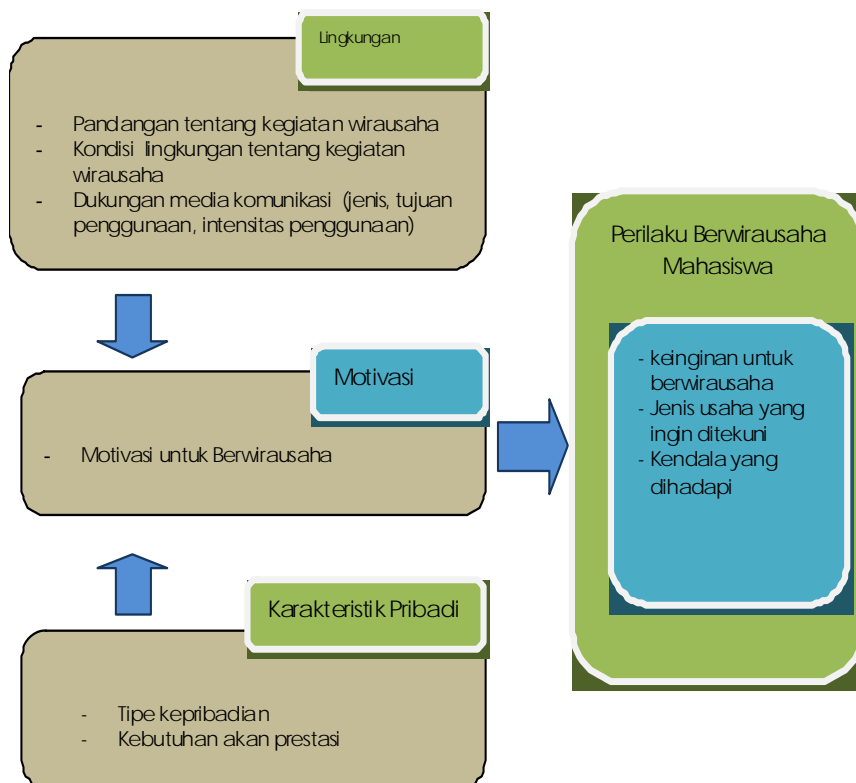 Lingkungan
- Pandangan tentang kegiatan wirausaha
- Kondisi lingkungan tentang kegiatan
wirausaha
- Dukungan media komunikasi (jenis, tujuan
penggunaan, intensitas penggunaan)
Motivasi
- Motivasi untuk Berwirausaha
Karakteristik Pribadi
- Tipe kepribadian
- Kebutuhan akan prestasi
Perilaku Berwirausaha
Mahasiswa
- keinginan untuk
berwirausaha
- Jenis usaha yang
ingin ditekuni
- Kendala yang
dihadapi